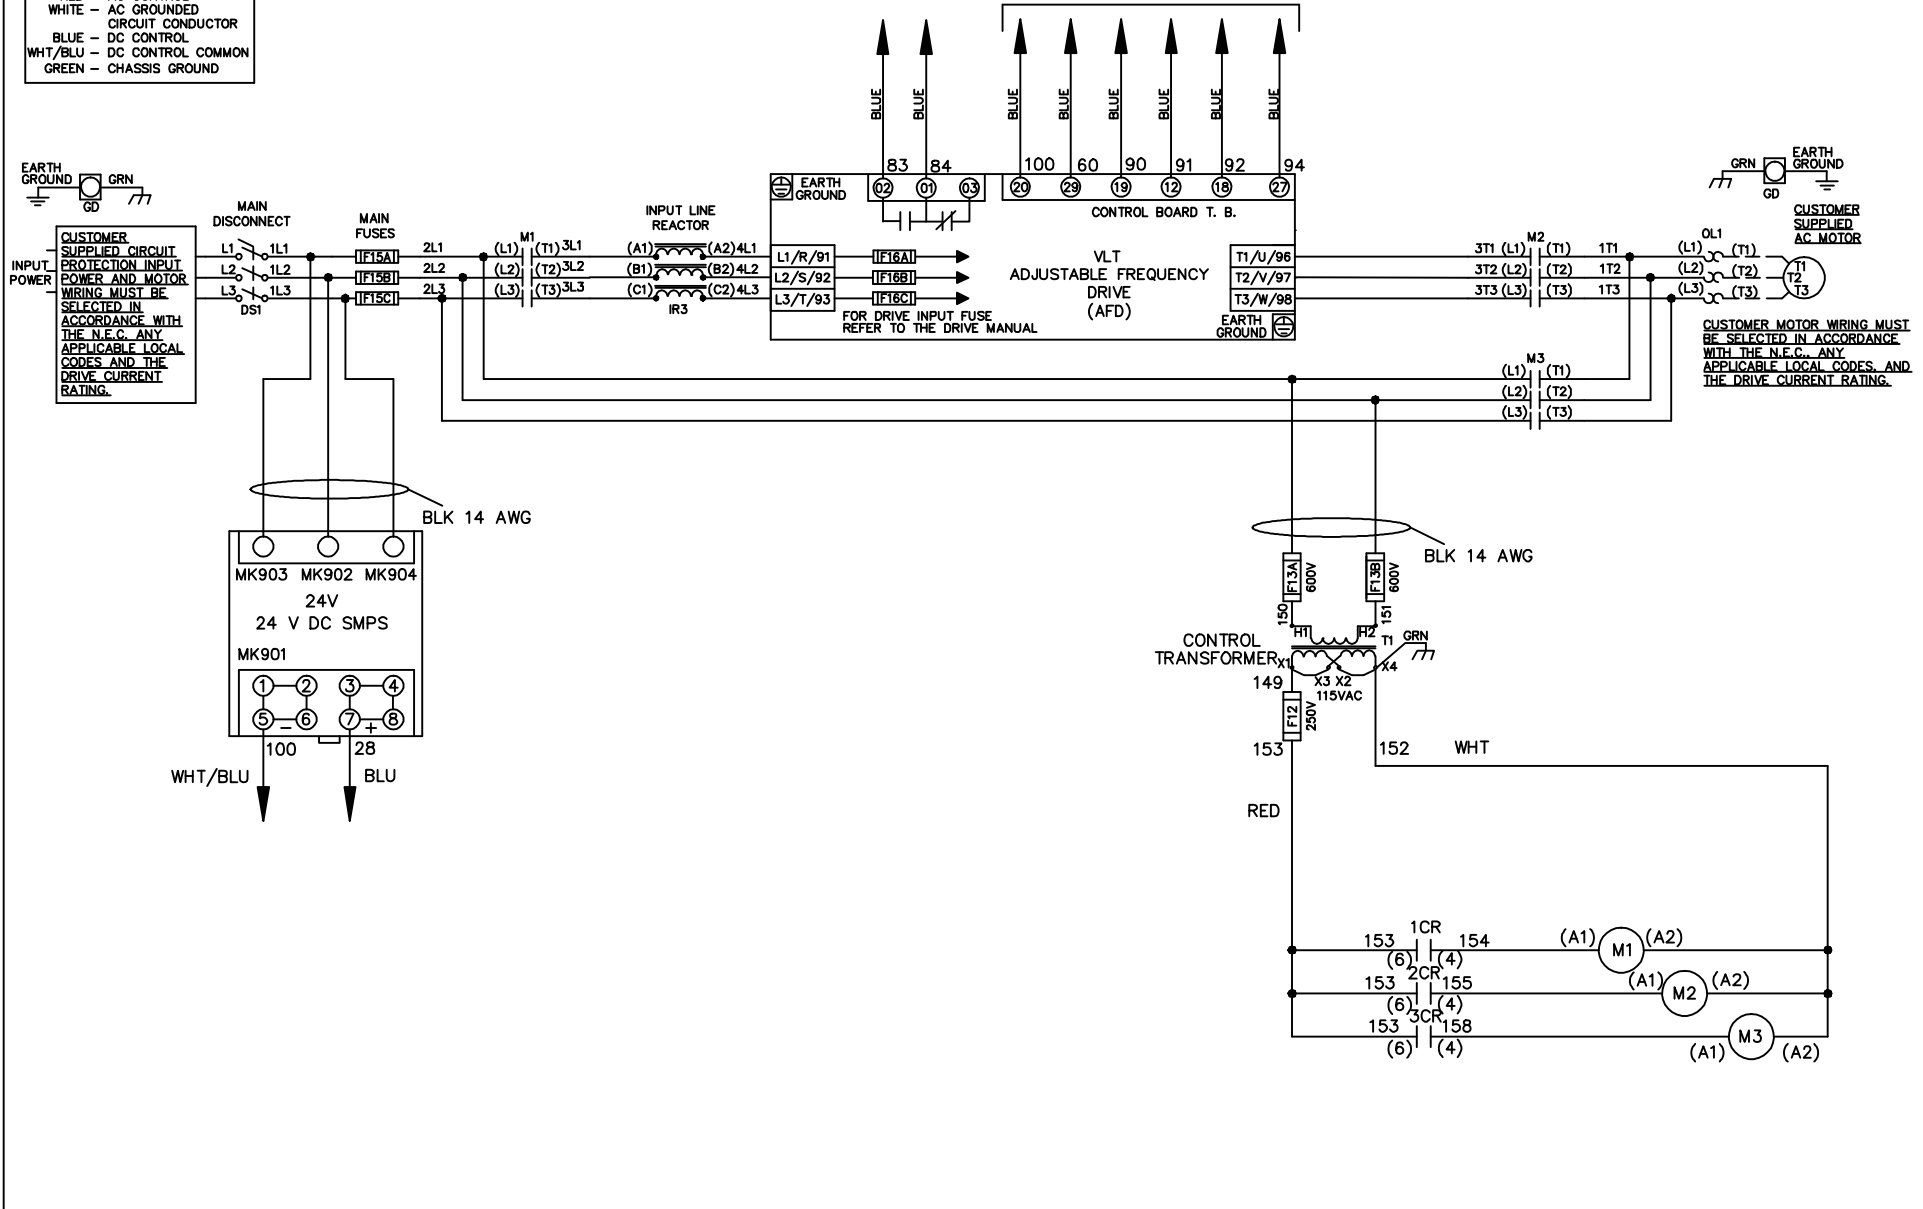 WHITE – AC GROUNDED
CIRCUIT CONDUCTOR
BLUE – DC CONTROL
WHT/BLU – DC CONTROL COMMON
GREEN – CHASSIS GROUND
BLUE
BLUE
BLUE
BLUE
BLUE
BLUE
BLUE
BLUE
83
84
100
60
90
91
92
94
EARTH
GROUND
GRN
GD
02
01
03
20
29
19
12
18
27
EARTH
GROUND
CONTROL BOARD T. B.
GRN
EARTH
GROUND
GD
MAIN
DISCONNECT
MAIN
FUSES
INPUT LINE
REACTOR
CUSTOMER
SUPPLIED
AC MOTOR
INPUT
POWER
CUSTOMER
SUPPLIED CIRCUIT
PROTECTION INPUT
POWER AND MOTOR
WIRING MUST BE
SELECTED IN
ACCORDANCE WITH
THE N.E.C. ANY
APPLICABLE LOCAL
CODES AND THE
DRIVE CURRENT
RATING.
M1
M2
OL1
L1 1L1 F15A 2L1 (L1) (T1) 3L1 (A1) (A2) 4L1 L1/R/91 F16A
L2 1L2 F15B 2L2 (L2) (T2) 3L2 (B1) (B2) 4L2 L2/S/92 F16B
L3 1L3 F15C 2L3 (L3) (T3) 3L3 (C1) (C2) 4L3 L3/T/93 F16C
DS1
IR3
VLT
ADJUSTABLE FREQUENCY
DRIVE
(AFD)
FOR DRIVE INPUT FUSE
REFER TO THE DRIVE MANUAL
T1/U/96 3T1 (L1) (T1) 1T1 (L1) (T1) T1
T2/V/97 3T2 (L2) (T2) 1T2 (L2) (T2) T2
T3/W/98 3T3 (L3) (T3) 1T3 (L3) (T3) T3
EARTH
GROUND
CUSTOMER MOTOR WIRING MUST
BE SELECTED IN ACCORDANCE
WITH THE N.E.C., ANY
APPLICABLE LOCAL CODES, AND
THE DRIVE CURRENT RATING.
M3
(L1) (T1)
(L2) (T2)
(L3) (T3)
BLK 14 AWG
MK903 MK902 MK904
24V
24 V DC SMPS
MK901
1 2 3 4
5 – 6 7 + 8
100
28
WHT/BLU
BLU
BLK 14 AWG
F13A
600V
F13B
600V
150
151
H1
H2
T1
GRN
CONTROL
TRANSFORMER
X1
X4
X3 X2
115VAC
149
F12
250V
153
152
WHT
RED
1CR
153 154 (A1) M1 (A2)
(6) (4)
2CR
153 155 (A1) M2 (A2)
(6) (4)
3CR
153 158 M3
(6) (4) (A1) (A2)